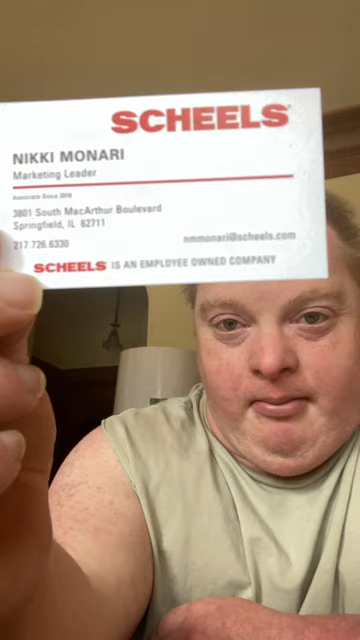 SCHEELS
NIKKI MONARI
Marketing Leader
Associate Since 2010
3801 South MacArthur Boulevard
Springfield, IL 62711
217.726.6330
nmmonari@scheels.com
SCHEELS IS AN EMPLOYEE OWNED COMPANY